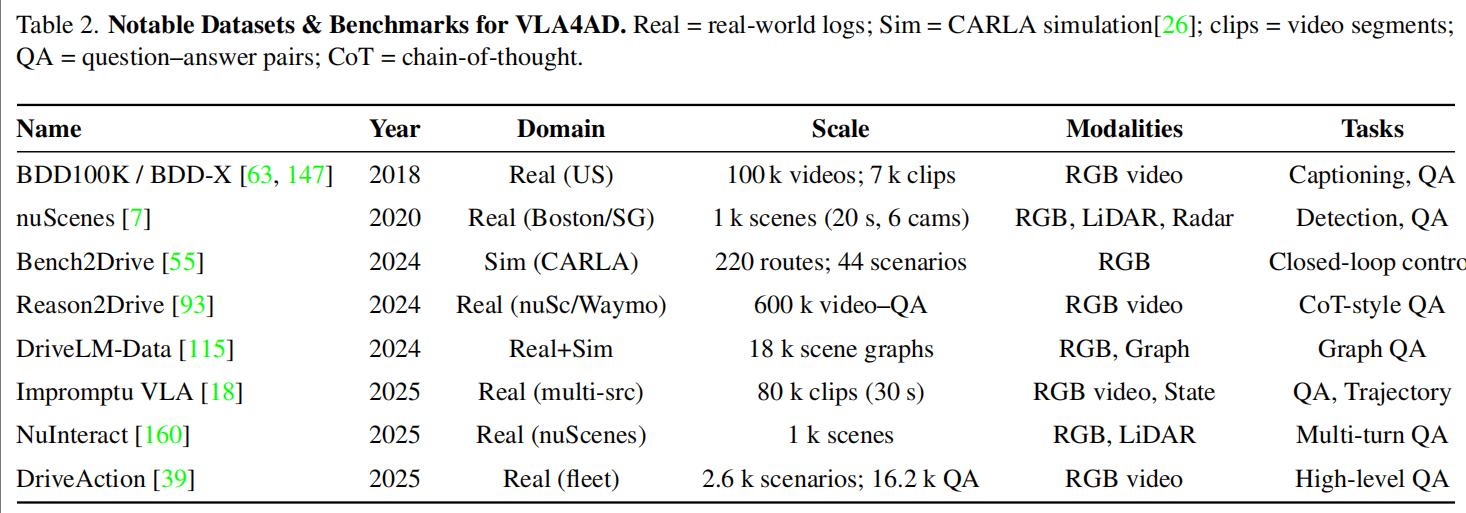 Table 2. Notable Datasets & Benchmarks for VLA4AD. Real = real-world logs; Sim = CARLA simulation[26]; clips = video segments;
QA = question–answer pairs; CoT = chain-of-thought.
Name Year Domain Scale Modalities Tasks
BDD100K / BDD-X [63, 147] 2018 Real (US) 100 k videos; 7 k clips RGB video Captioning, QA
nuScenes [7] 2020 Real (Boston/SG) 1 k scenes (20 s, 6 cams) RGB, LiDAR, Radar Detection, QA
Bench2Drive [55] 2024 Sim (CARLA) 220 routes; 44 scenarios RGB Closed-loop contro
Reason2Drive [93] 2024 Real (nuSc/Waymo) 600 k video–QA RGB video CoT-style QA
DriveLM-Data [115] 2024 Real+Sim 18 k scene graphs RGB, Graph Graph QA
Impromptu VLA [18] 2025 Real (multi-src) 80 k clips (30 s) RGB video, State QA, Trajectory
NuInteract [160] 2025 Real (nuScenes) 1 k scenes RGB, LiDAR Multi-turn QA
DriveAction [39] 2025 Real (fleet) 2.6 k scenarios; 16.2 k QA RGB video High-level QA